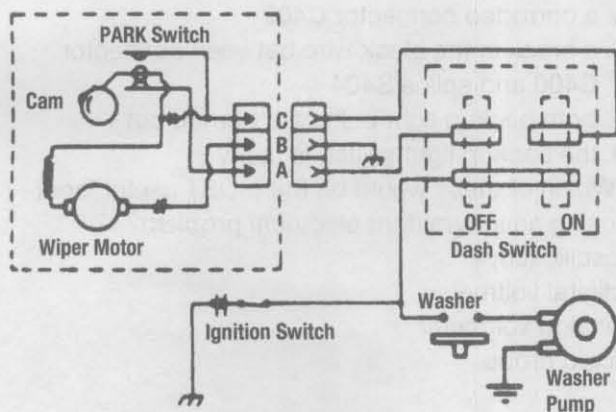 PARK Switch
Cam
C
B
A
Wiper Motor
OFF
ON
Dash Switch
Washer
Ignition Switch
Washer
Pump